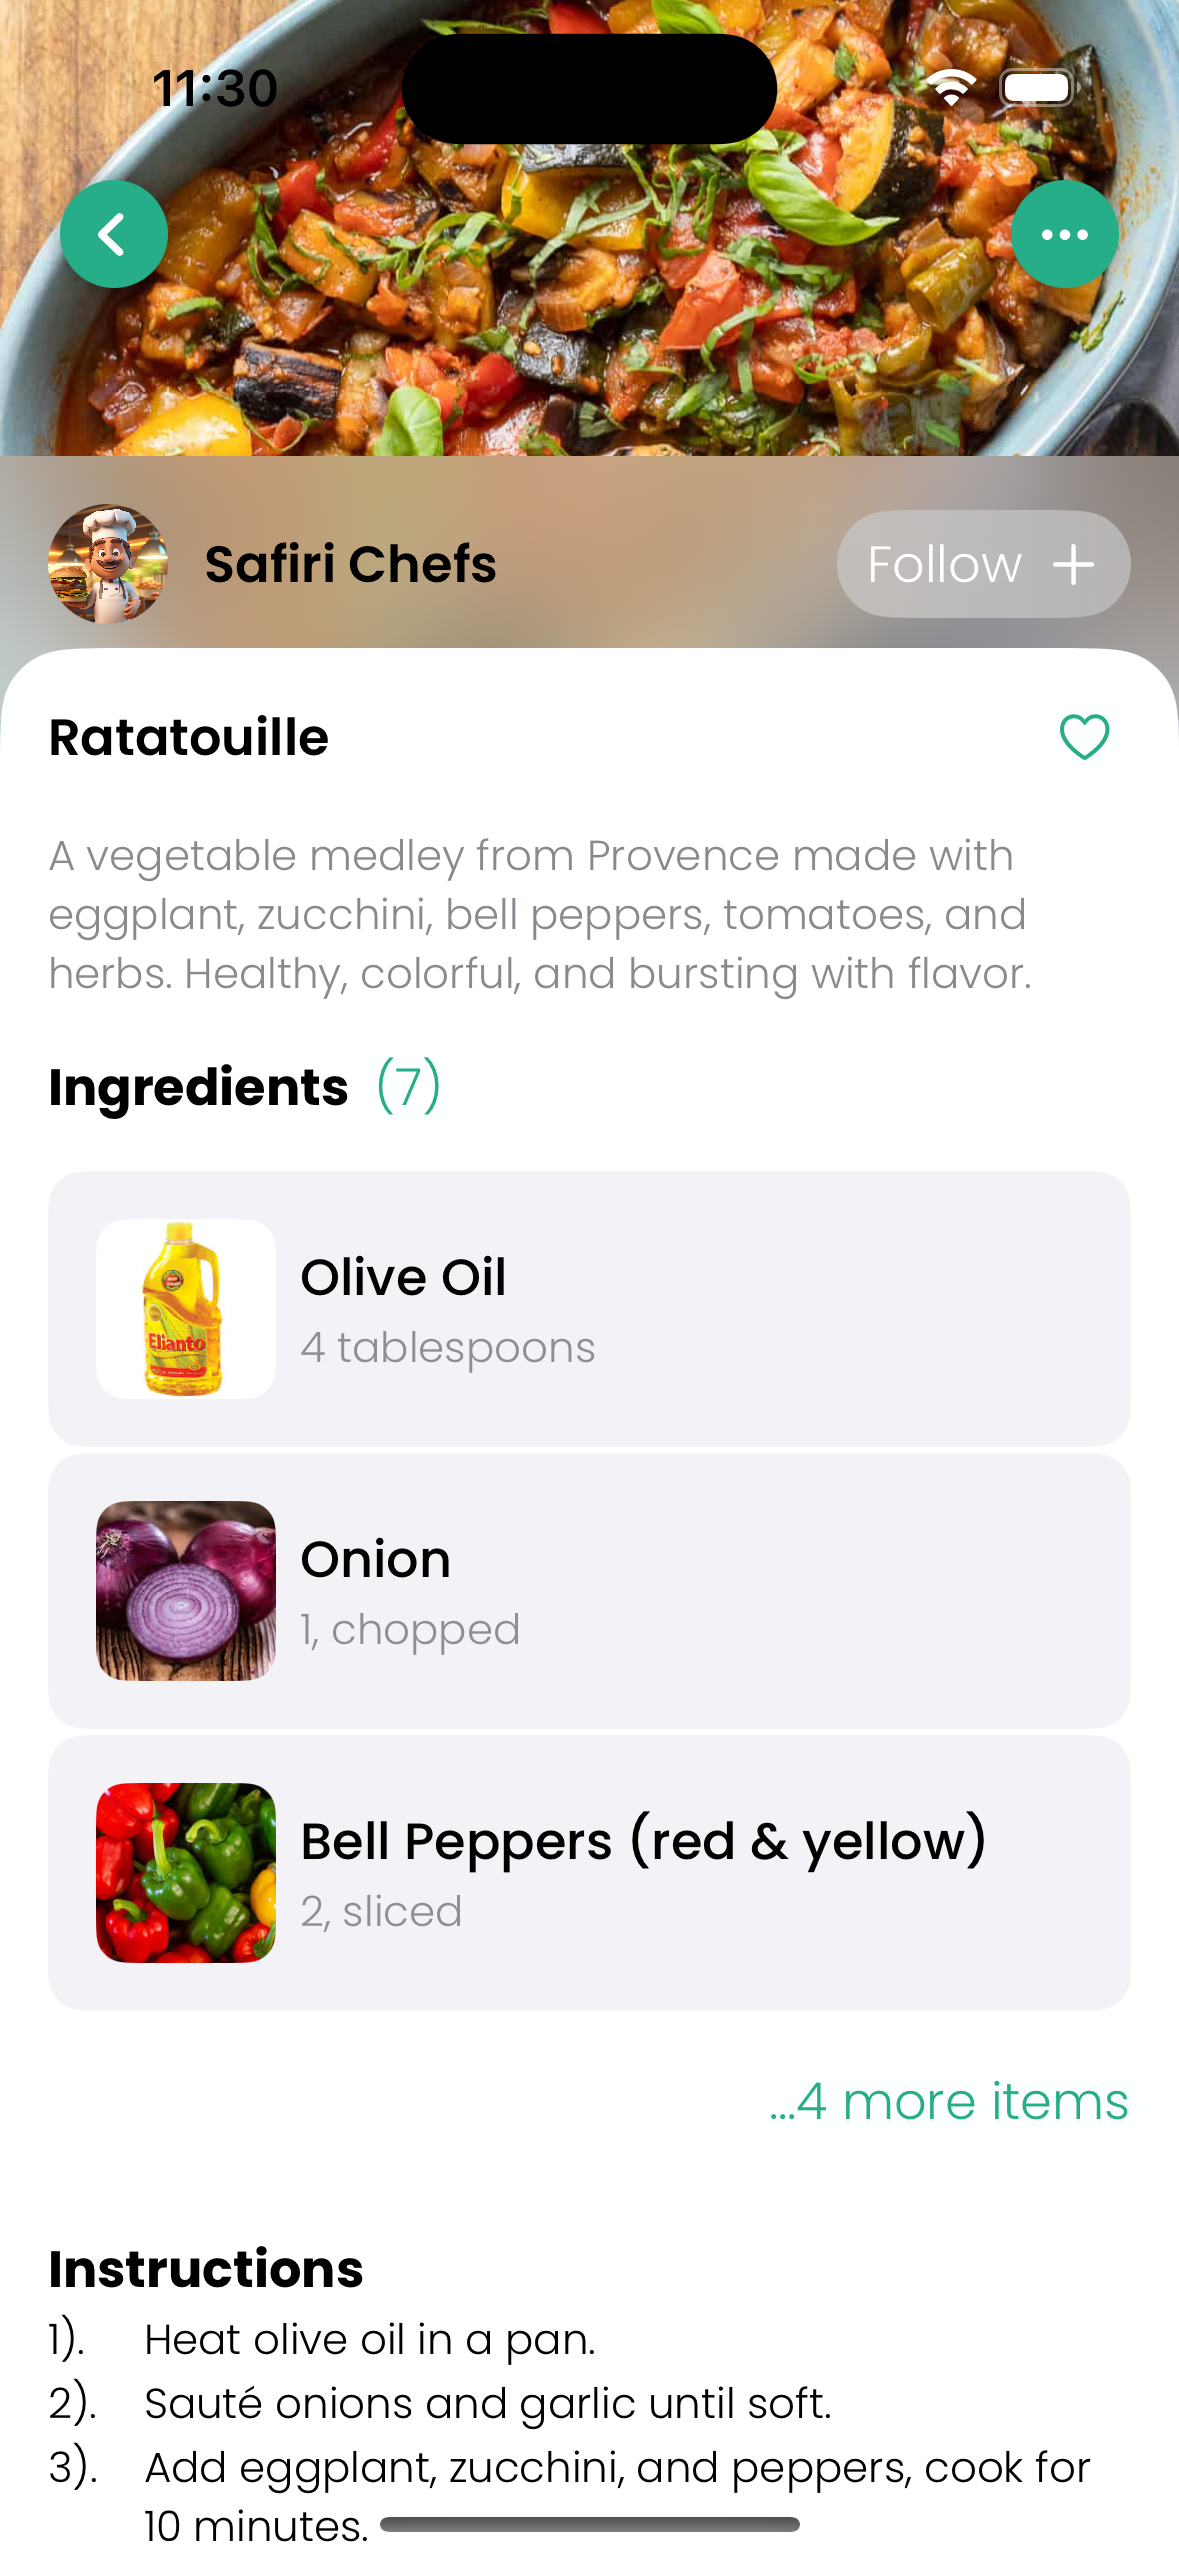 11:30
Safiri Chefs
Follow
Ratatouille
A vegetable medley from Provence made with
eggplant, zucchini, bell peppers, tomatoes, and
herbs. Healthy, colorful, and bursting with flavor.
Ingredients (7)
Elianto
Olive Oil
4 tablespoons
Onion
1, chopped
Bell Peppers (red & yellow)
2, sliced
...4 more items
Instructions
1). Heat olive oil in a pan.
2). Sauté onions and garlic until soft.
3). Add eggplant, zucchini, and peppers, cook for
10 minutes.